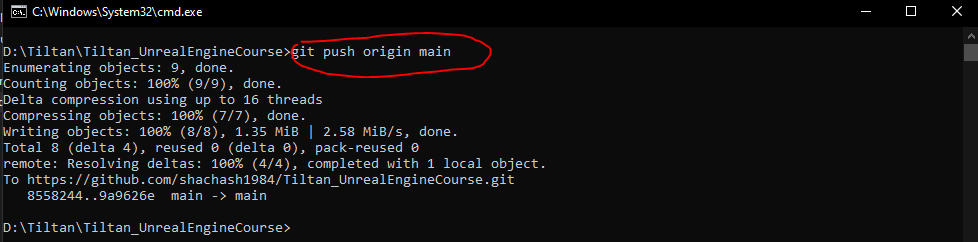 C:\Windows\System32\cmd.exe
D:\Tiltan\Tiltan_UnrealEngineCourse>git push origin main
Enumerating objects: 9, done.
Counting objects: 100% (9/9), done.
Delta compression using up to 16 threads
Compressing objects: 100% (7/7), done.
Writing objects: 100% (8/8), 1.35 MiB | 2.58 MiB/s, done.
Total 8 (delta 4), reused 0 (delta 0), pack-reused 0
remote: Resolving deltas: 100% (4/4), completed with 1 local object.
To https://github.com/shachash1984/Tiltan_UnrealEngineCourse.git
   8558244..9a9626e  main -> main
D:\Tiltan\Tiltan_UnrealEngineCourse>